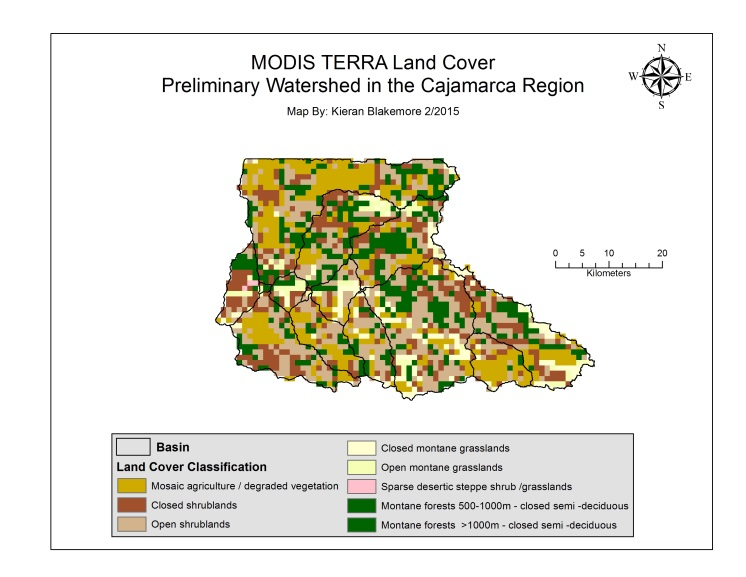 MODIS TERRA Land Cover
Preliminary Watershed in the Cajamarca Region
Map By: Kieran Blakemore 2/2015
N
W E
S
0 5 10 20
Kilometers
Basin
Land Cover Classification
Mosaic agriculture / degraded vegetation
Closed shrublands
Open shrublands
Closed montane grasslands
Open montane grasslands
Sparse desertic steppe shrub /grasslands
Montane forests 500-1000m - closed semi -deciduous
Montane forests >1000m - closed semi -deciduous